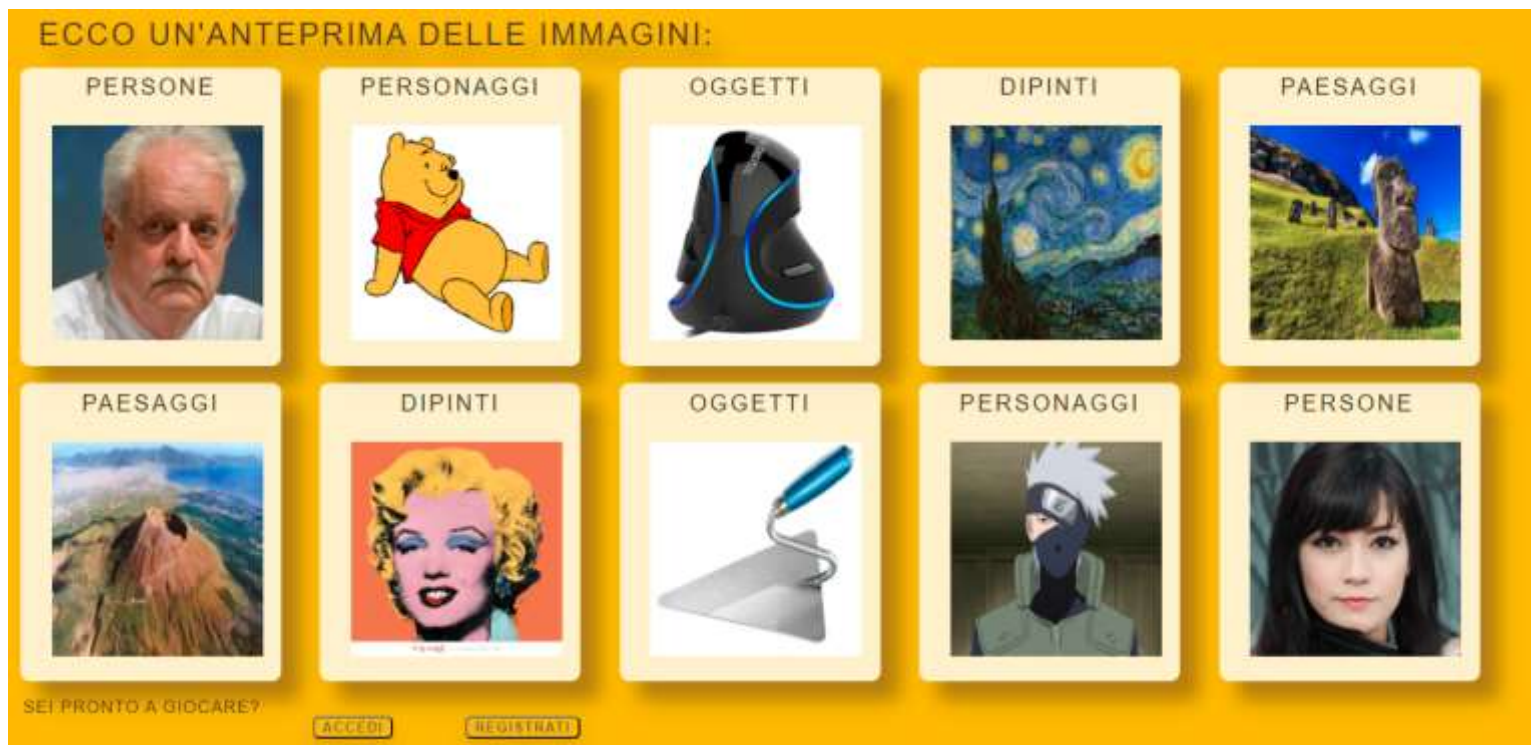 ECCO UN'ANTEPRIMA DELLE IMMAGINI:
PERSONE PERSONAGGI OGGETTI DIPINTI PAESAGGI
PAESAGGI DIPINTI OGGETTI PERSONAGGI PERSONE
SEI PRONTO A GIOCARE?
ACCEDI REGISTRATI